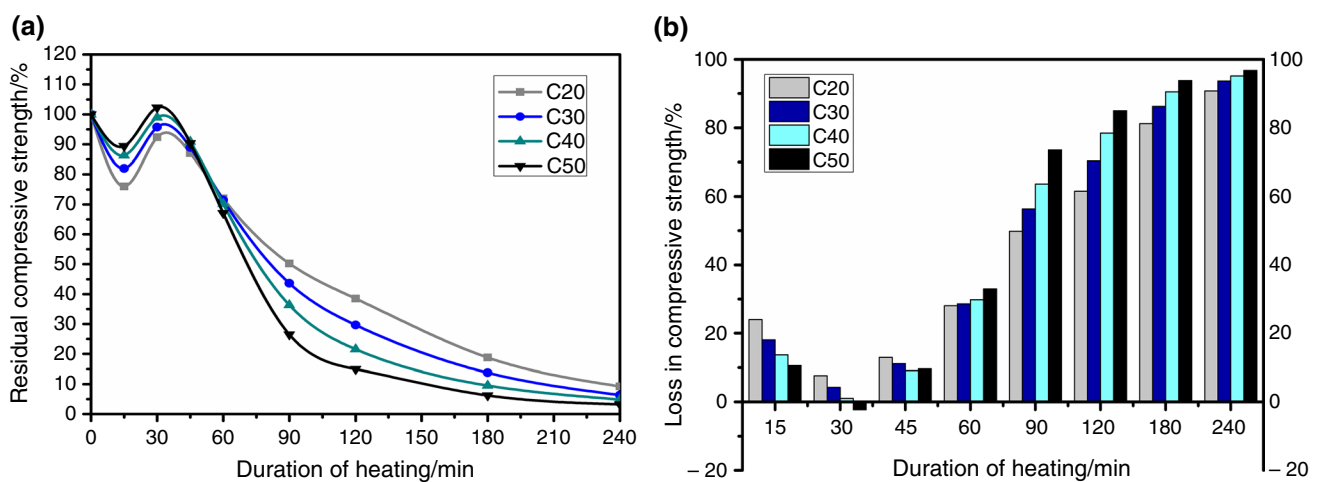 (a)
Residual compressive strength/%
120
110
100
90
80
70
60
50
40
30
20
10
0
0 30 60 90 120 150 180 210 240
Duration of heating/min
C20
C30
C40
C50
(b)
Loss in compressive strength/%
100
80
60
40
20
0
– 20
C20
C30
C40
C50
15 30 45 60 90 120 180 240
Duration of heating/min
100
80
60
40
20
0
– 20